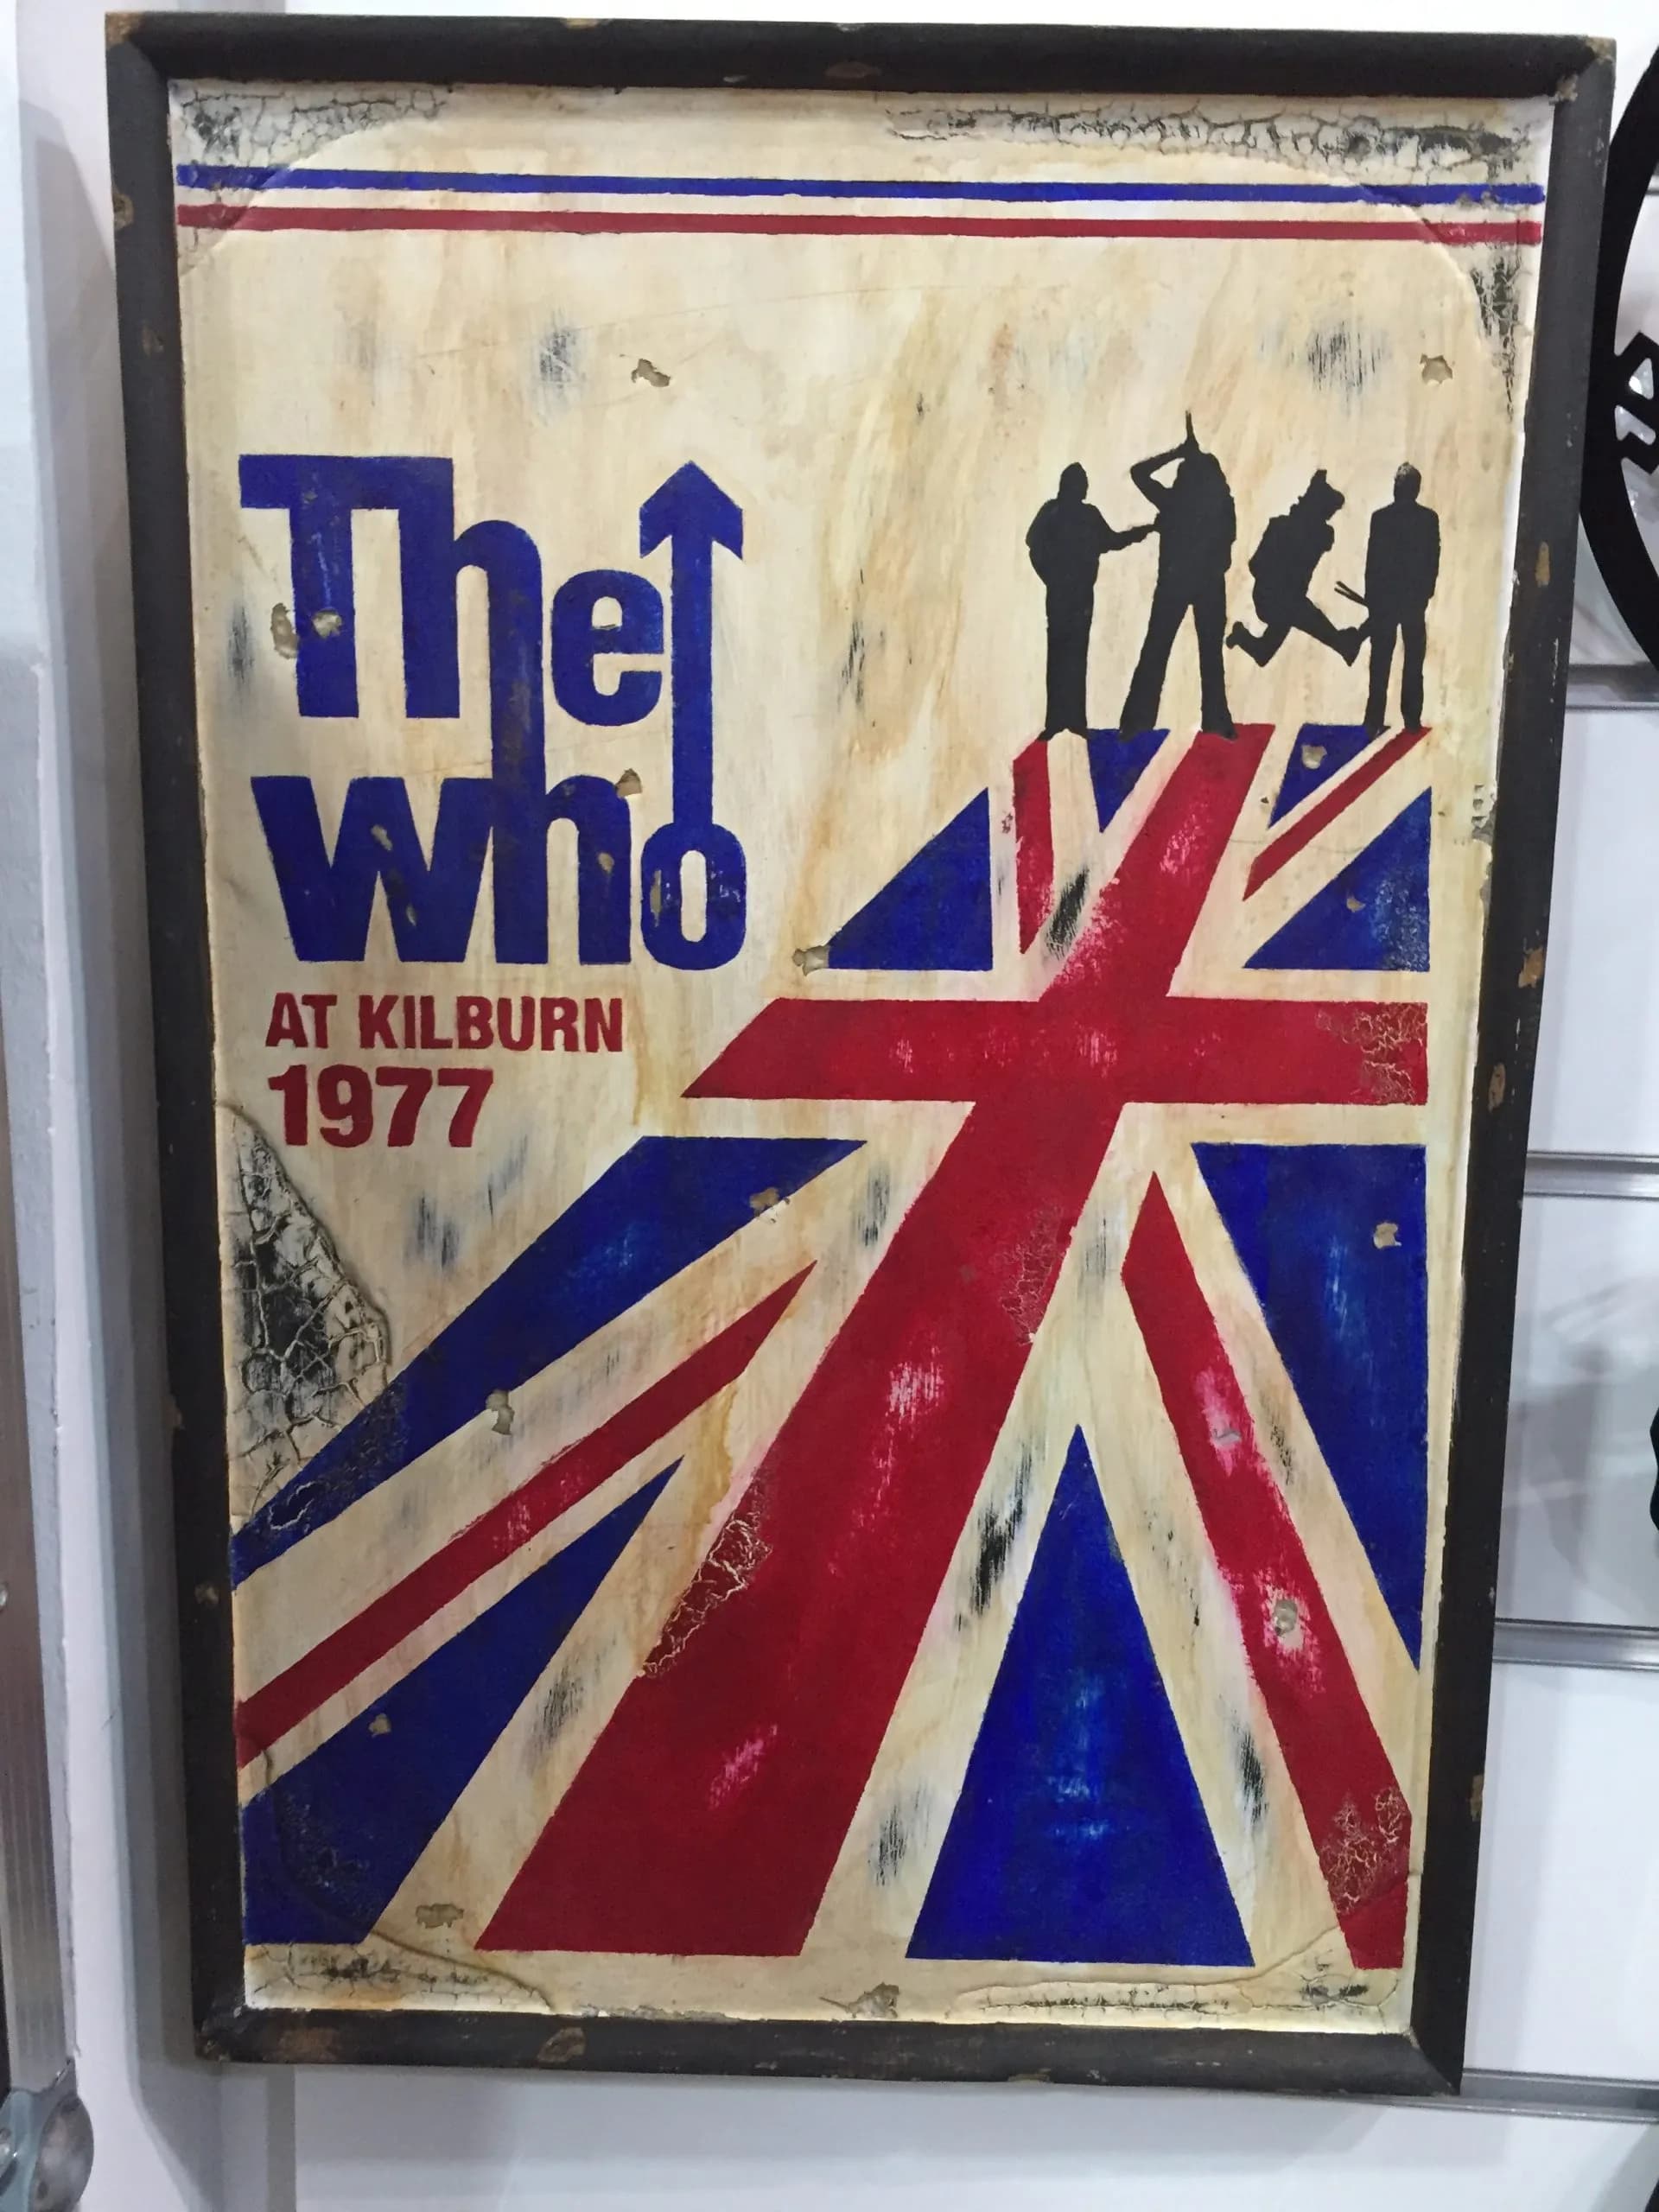 The
who
AT KILBURN
1977